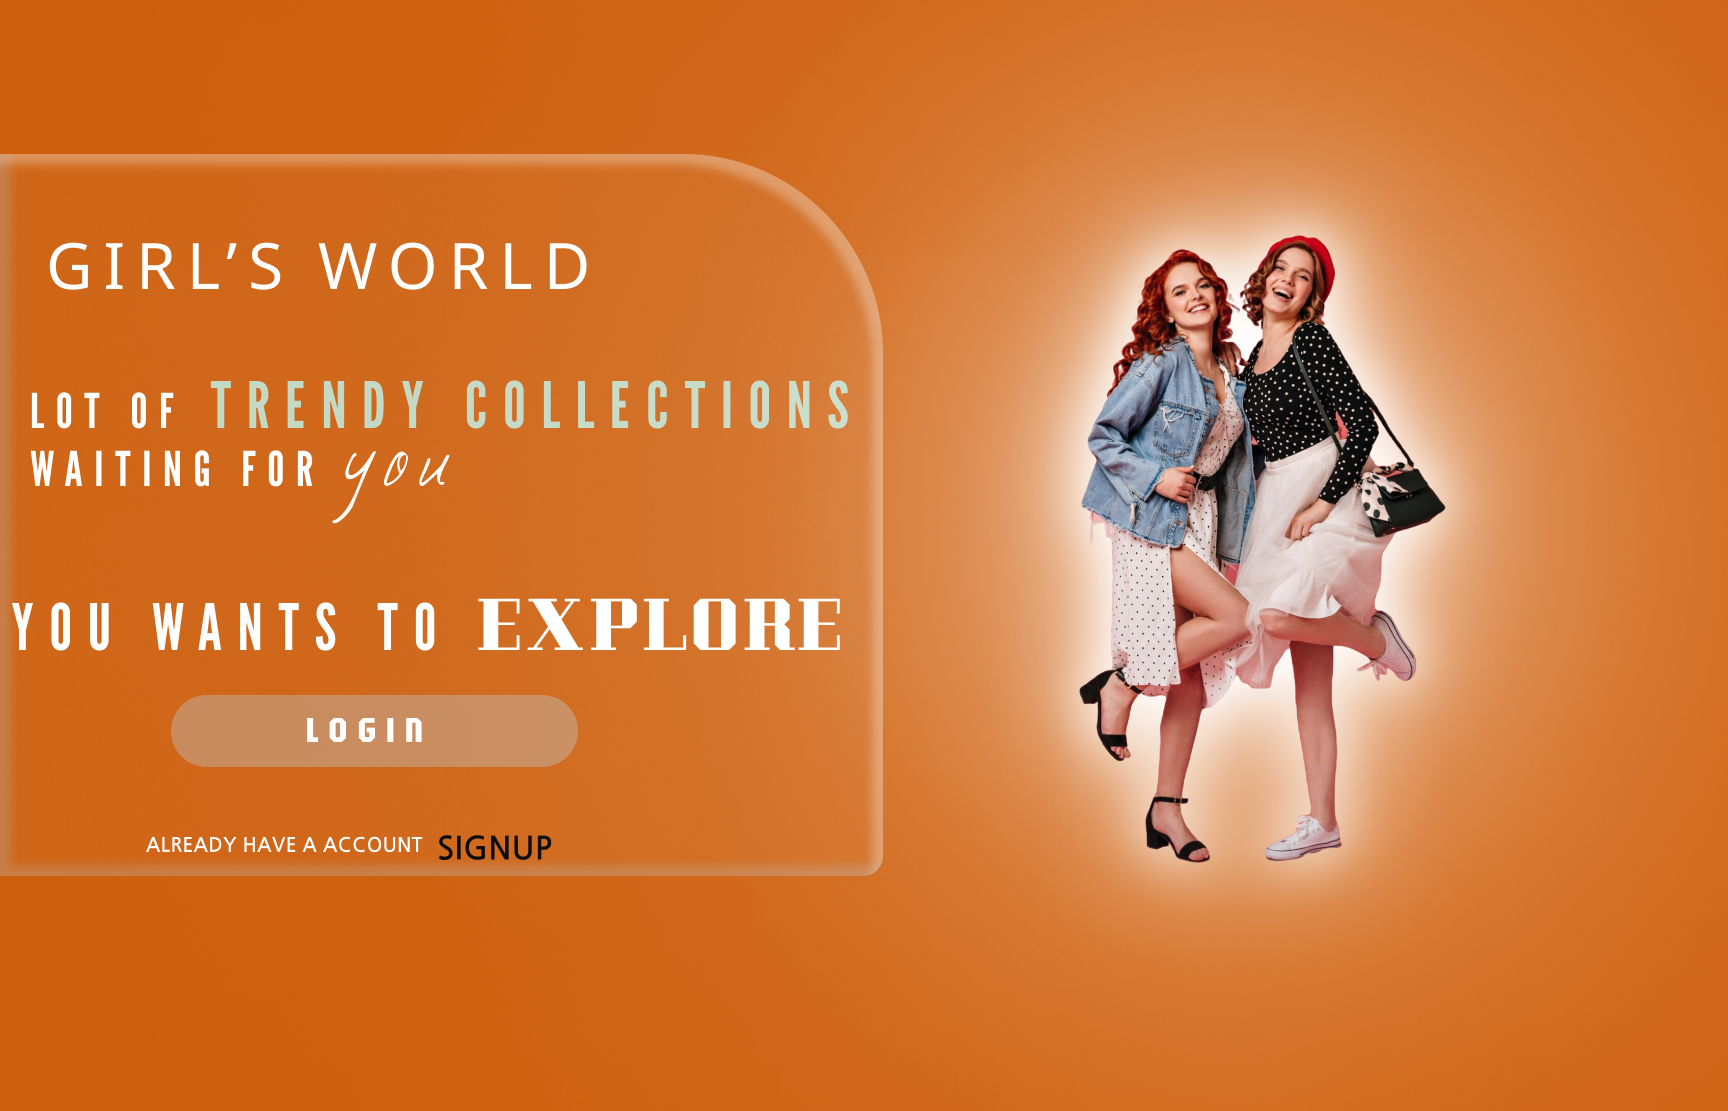 GIRL'S WORLD
LOT OF TRENDY COLLECTIONS
WAITING FOR you
YOU WANTS TO EXPLORE
LOGIN
ALREADY HAVE A ACCOUNT SIGNUP